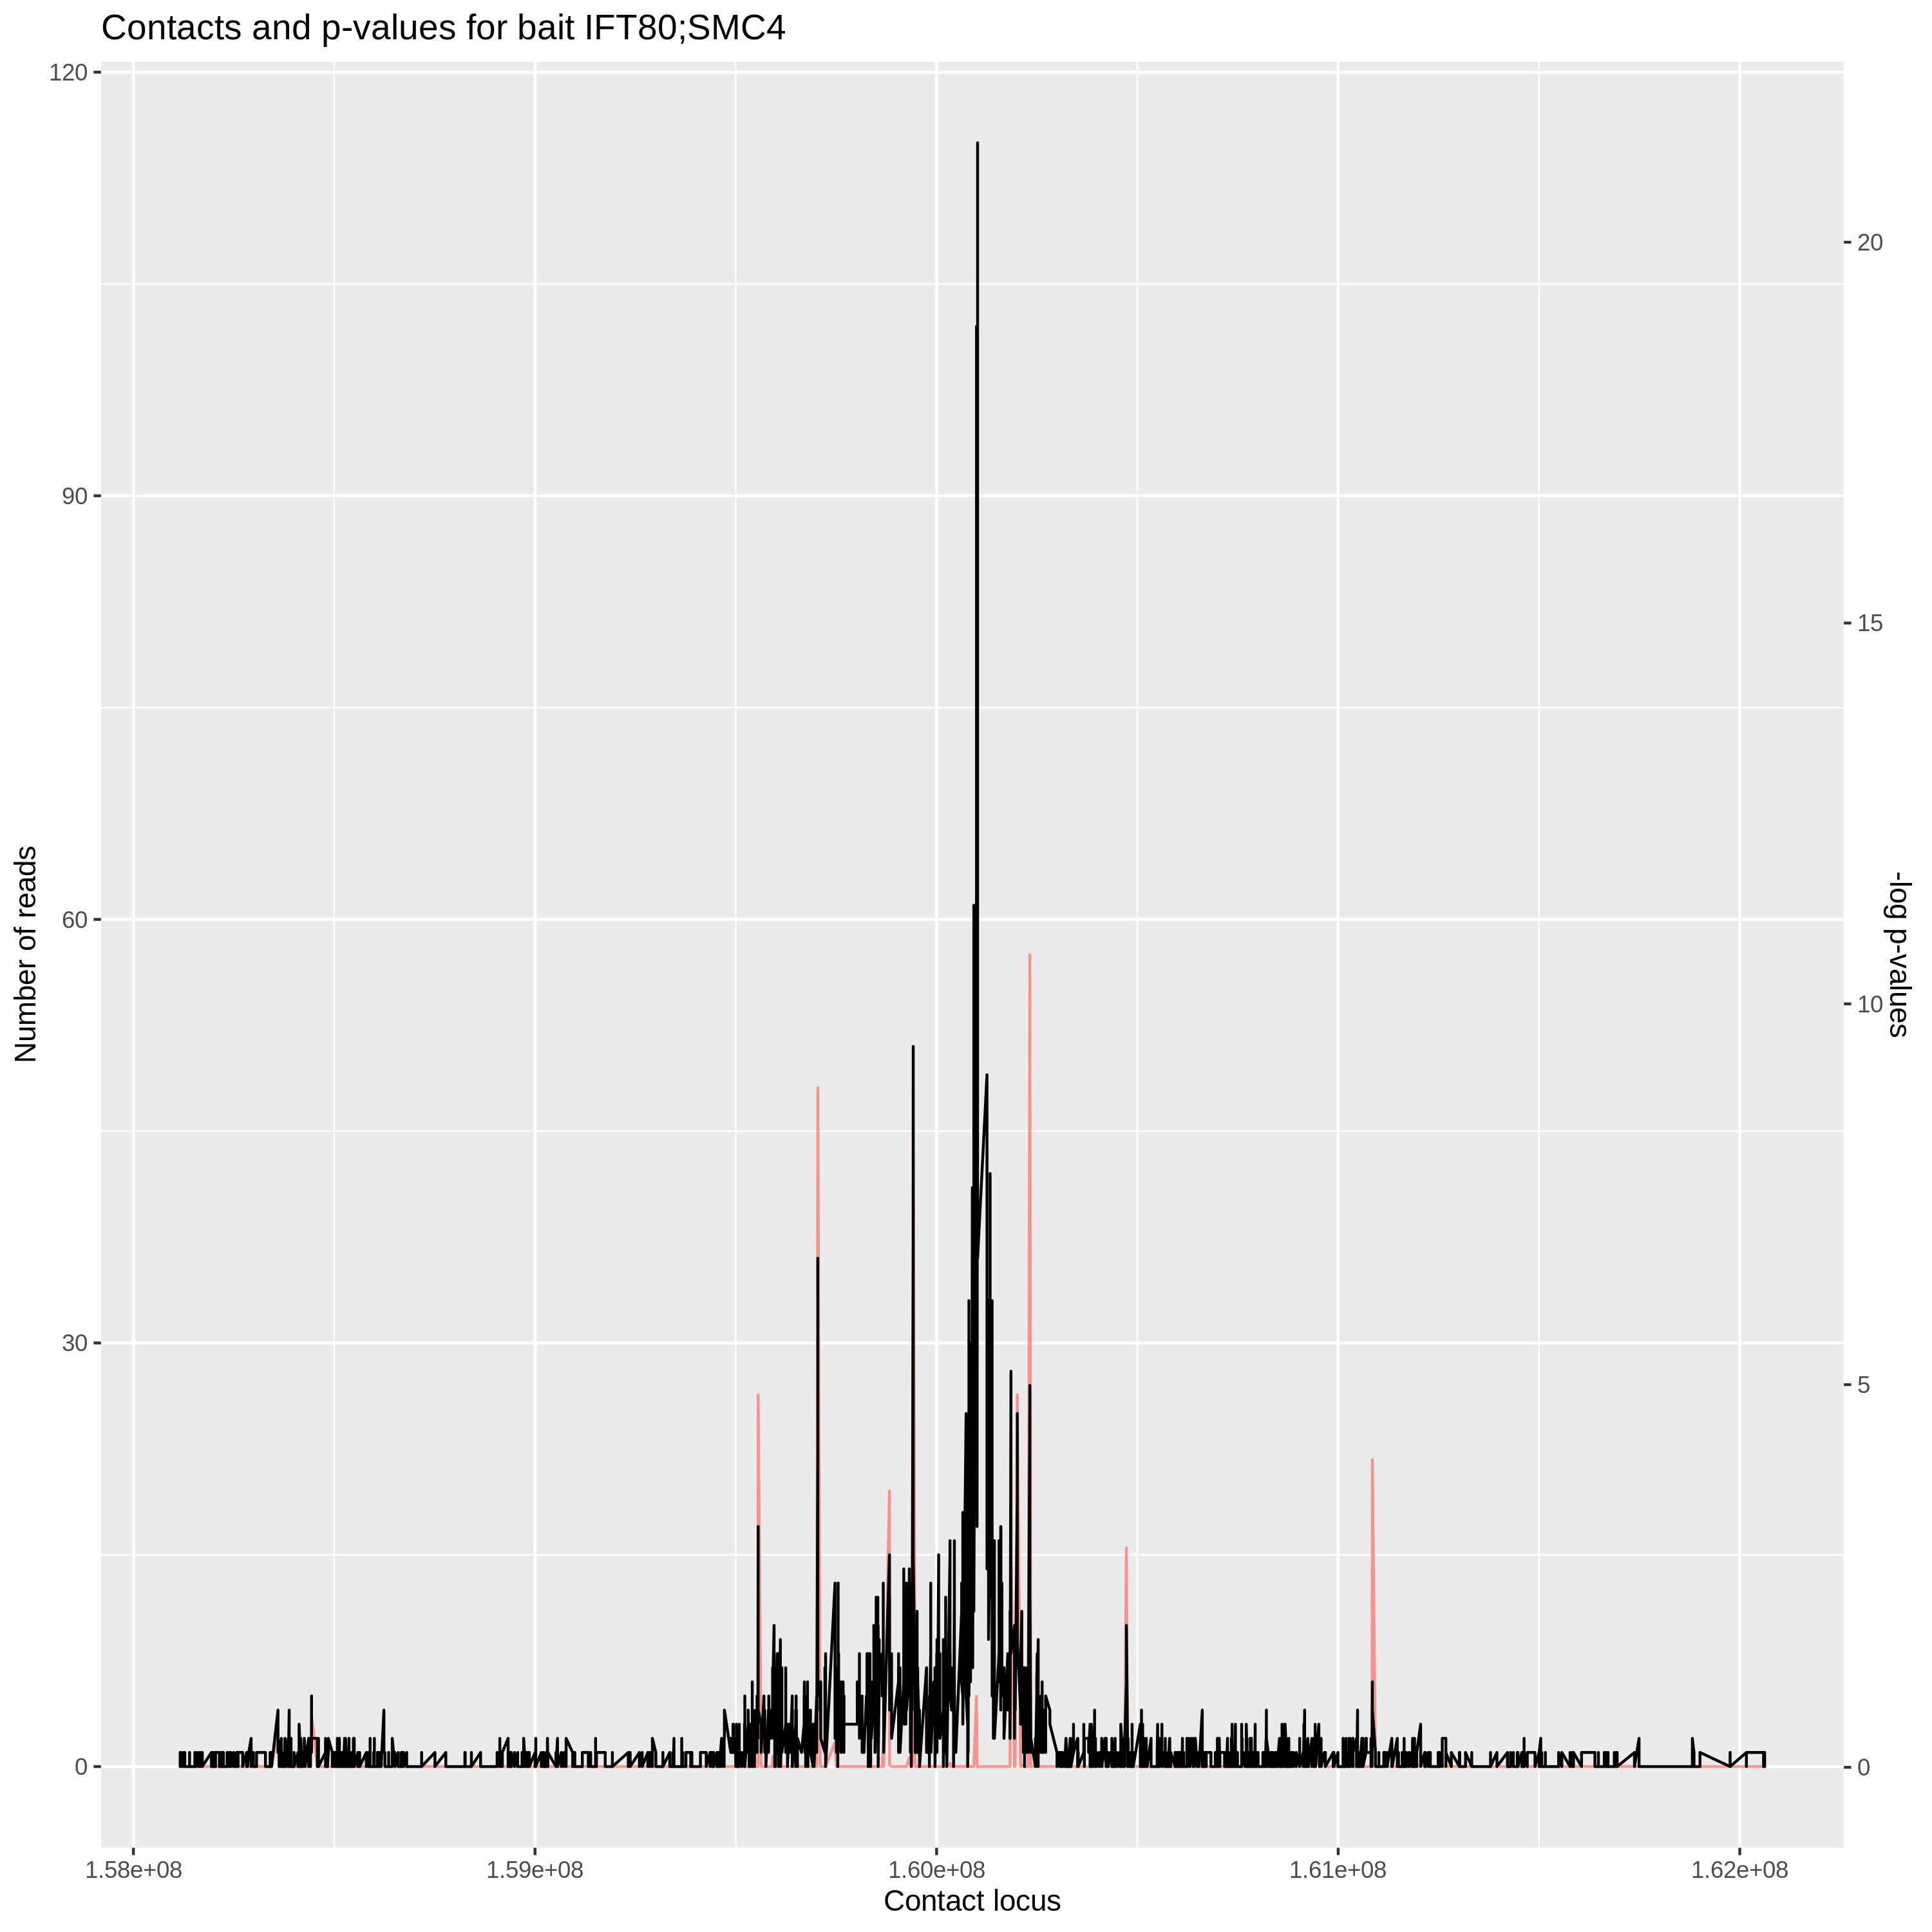 Contacts and p-values for bait IFT80;SMC4
120
90
60
30
0
Number of reads
20
15
10
5
0
-log p-values
1.58e+08
1.59e+08
1.60e+08
1.61e+08
1.62e+08
Contact locus